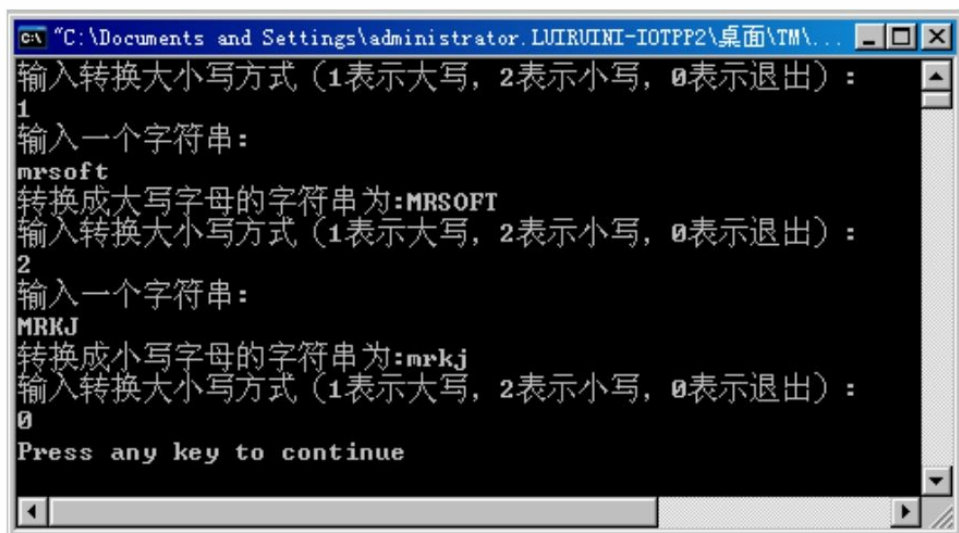 "C:\Documents and Settings\administrator.LUIRUINI-IOTPP2\桌面\TM\...
输入转换大小写方式（1表示大写，2表示小写，0表示退出）：
1
输入一个字符串：
mrsoft
转换成大写字母的字符串为:MRSOFT
输入转换大小写方式（1表示大写，2表示小写，0表示退出）：
2
输入一个字符串：
MRKJ
转换成小写字母的字符串为:mrkj
输入转换大小写方式（1表示大写，2表示小写，0表示退出）：
0
Press any key to continue